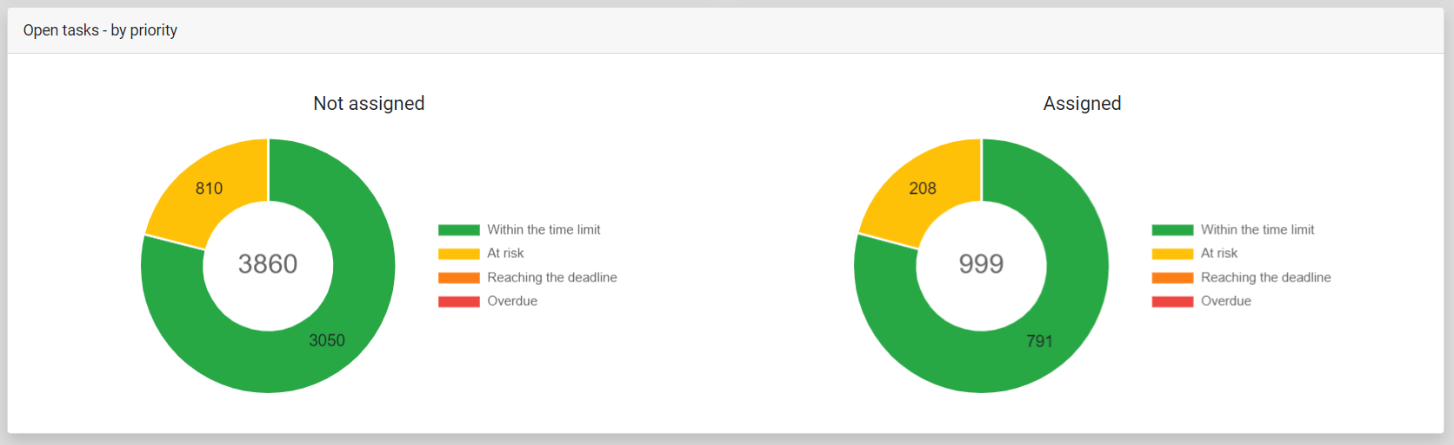 Open tasks - by priority
Not assigned
810
3860
3050
Within the time limit
At risk
Reaching the deadline
Overdue
Assigned
208
999
791
Within the time limit
At risk
Reaching the deadline
Overdue